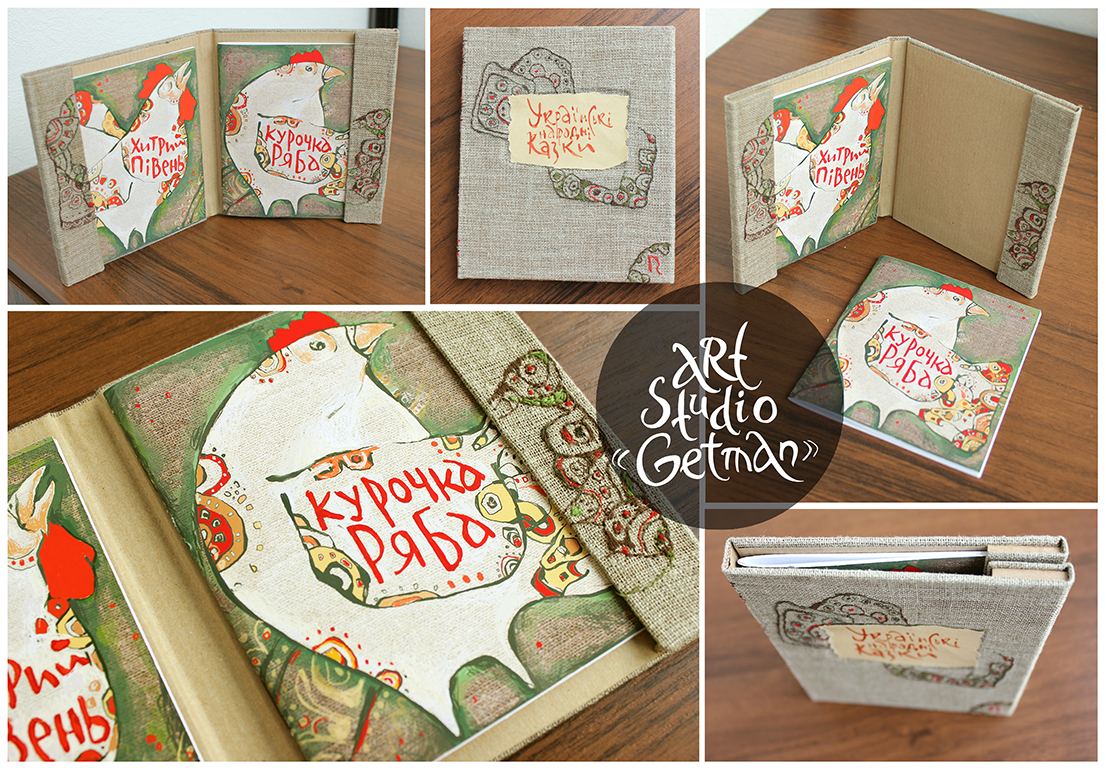 хитрий
півень
курочка
ряба
Українські
народні
казки
хитрий
півень
курочка
ряба
ARt
Studio
«Getman»
курочка
ряба
рий
вень
Українські
народні
казки